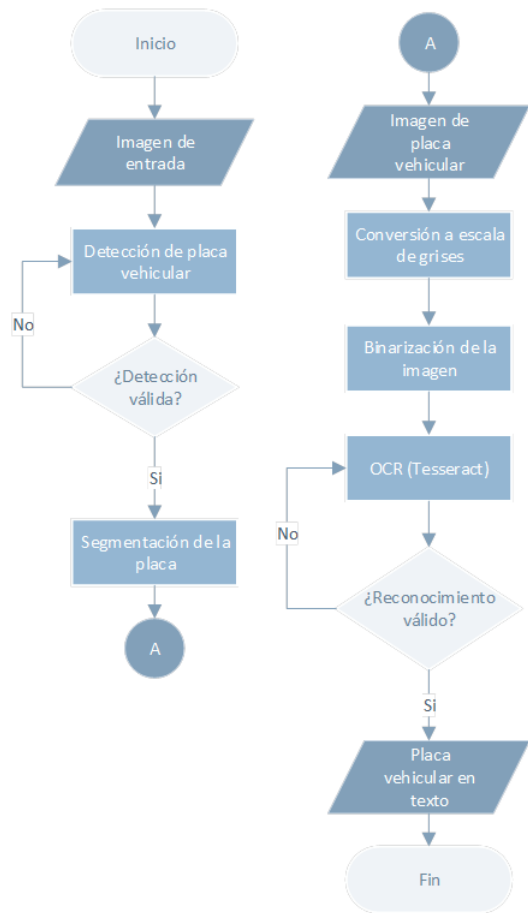 Inicio
Imagen de
entrada
Detección de placa
vehicular
No
¿Detección
válida?
Si
Segmentación de la
placa
A
A
Imagen de
placa
vehicular
Conversión a escala
de grises
Binarización de la
imagen
OCR (Tesseract)
No
¿Reconocimiento
válido?
Si
Placa
vehicular en
texto
Fin